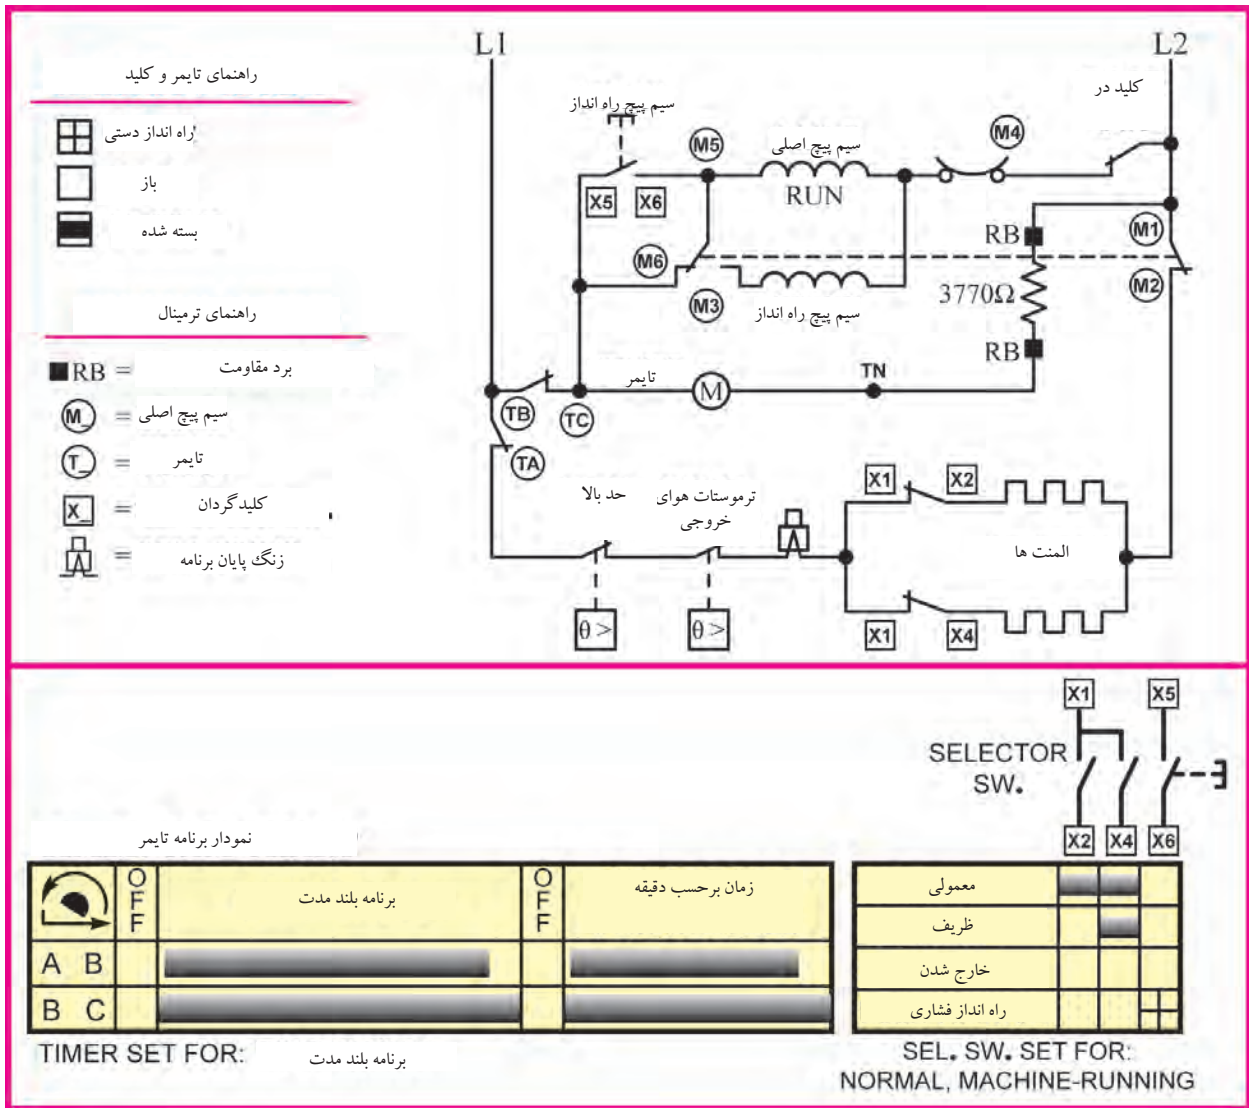 راهنمای تایمر و کلید
راه انداز دستی
باز
بسته شده
راهنمای ترمینال
RB = برد مقاومت
M_ = سیم پیچ اصلی
T_ = تایمر
X_ = کلیدگردان
= زنگ پایان برنامه
L1
L2
کلید در
سیم پیچ راه انداز
M5
سیم پیچ اصلی
M4
X5 X6
RUN
RB
M1
M6
M3
سیم پیچ راه انداز
3770Ω
M2
RB
تایمر
M
TN
TB
TC
TA
حد بالا
ترموستات هوای
خروجی
X1 X2
المنت ها
θ >
θ >
X1 X4
X1 X5
SELECTOR
SW.
X2 X4 X6
نمودار برنامه تایمر
OFF
برنامه بلند مدت
OFF
زمان برحسب دقیقه
A B
B C
معمولی
ظریف
خارج شدن
راه انداز فشاری
TIMER SET FOR: برنامه بلند مدت
SEL. SW. SET FOR:
NORMAL, MACHINE-RUNNING